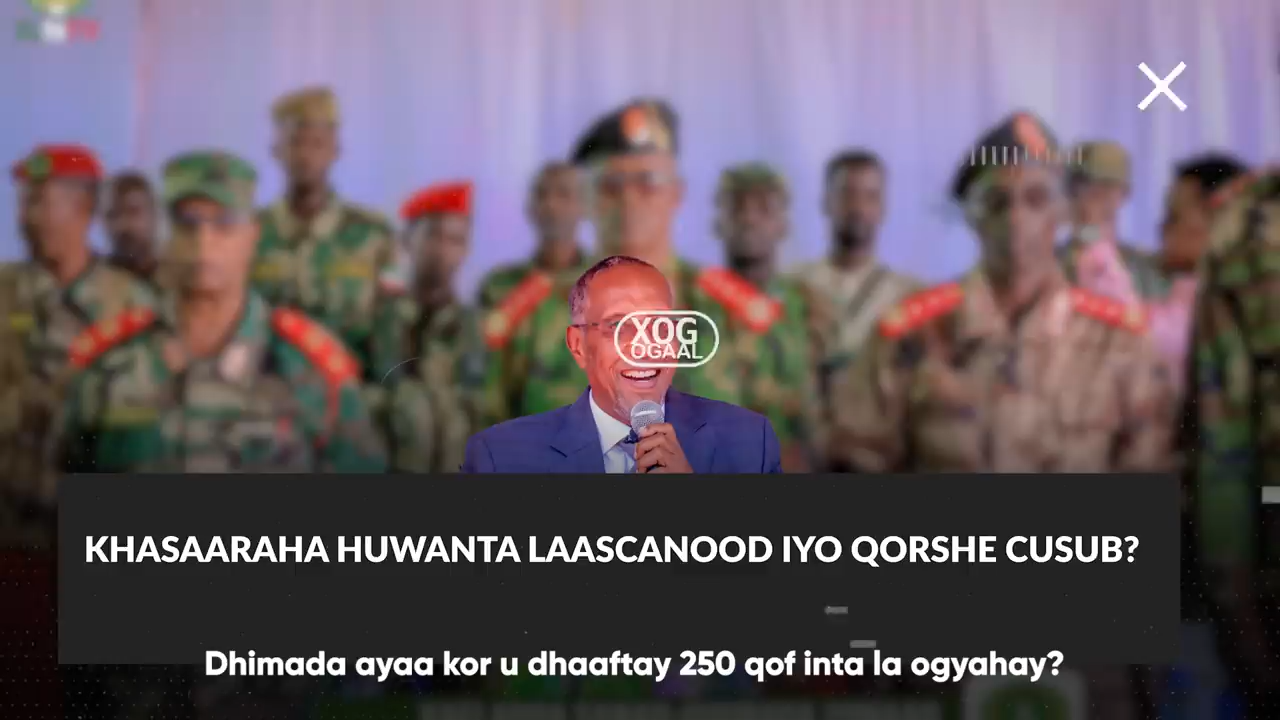 XOG
OGAAL
KHASAARAHA HUWANTA LAASCANOOD IYO QORSHE CUSUB?
Dhimada ayaa kor u dhaaftay 250 qof inta la ogyahay?